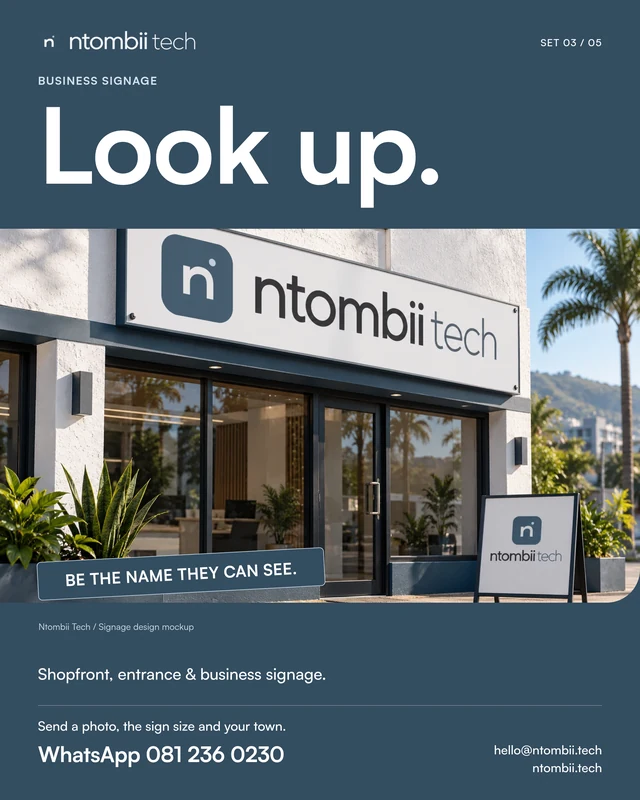 n ntombii tech
SET 03 / 05
BUSINESS SIGNAGE
Look up.
n ntombii tech
n
ntombii tech
BE THE NAME THEY CAN SEE.
Ntombii Tech / Signage design mockup
Shopfront, entrance & business signage.
Send a photo, the sign size and your town.
WhatsApp 081 236 0230
hello@ntombii.tech
ntombii.tech